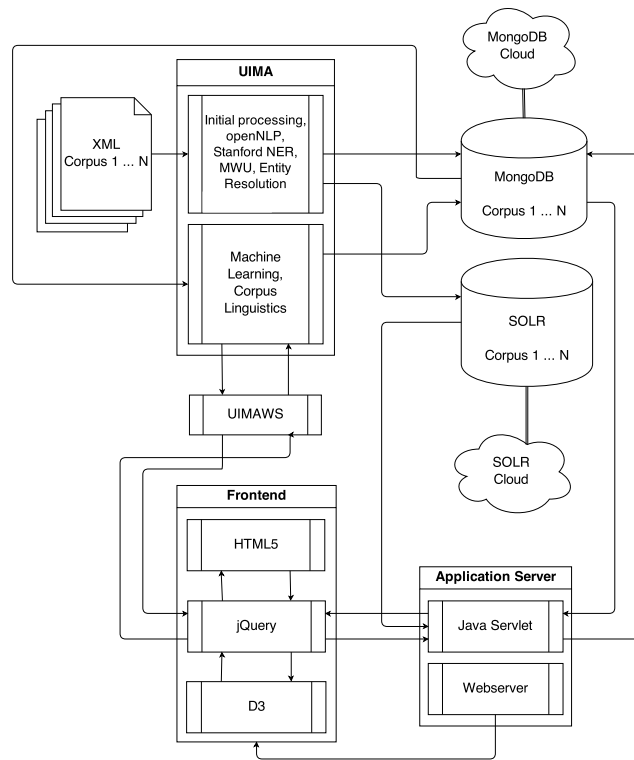 MongoDB
Cloud
UIMA
XML
Corpus 1 ... N
Initial processing,
openNLP,
Stanford NER,
MWU, Entity
Resolution
MongoDB
Corpus 1 ... N
Machine
Learning,
Corpus
Linguistics
SOLR
Corpus 1 ... N
UIMAWS
SOLR
Cloud
Frontend
HTML5
jQuery
D3
Application Server
Java Servlet
Webserver